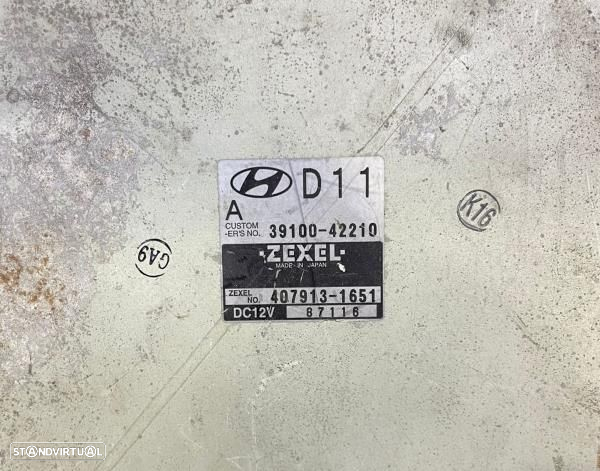 D11
A
CUSTOM
-ER'S NO. 39100-42210
·ZEXEL·
MADE IN JAPAN
ZEXEL
NO. 407913-1651
DC12V 87116
GA9
K16
STANDVIRTUAL